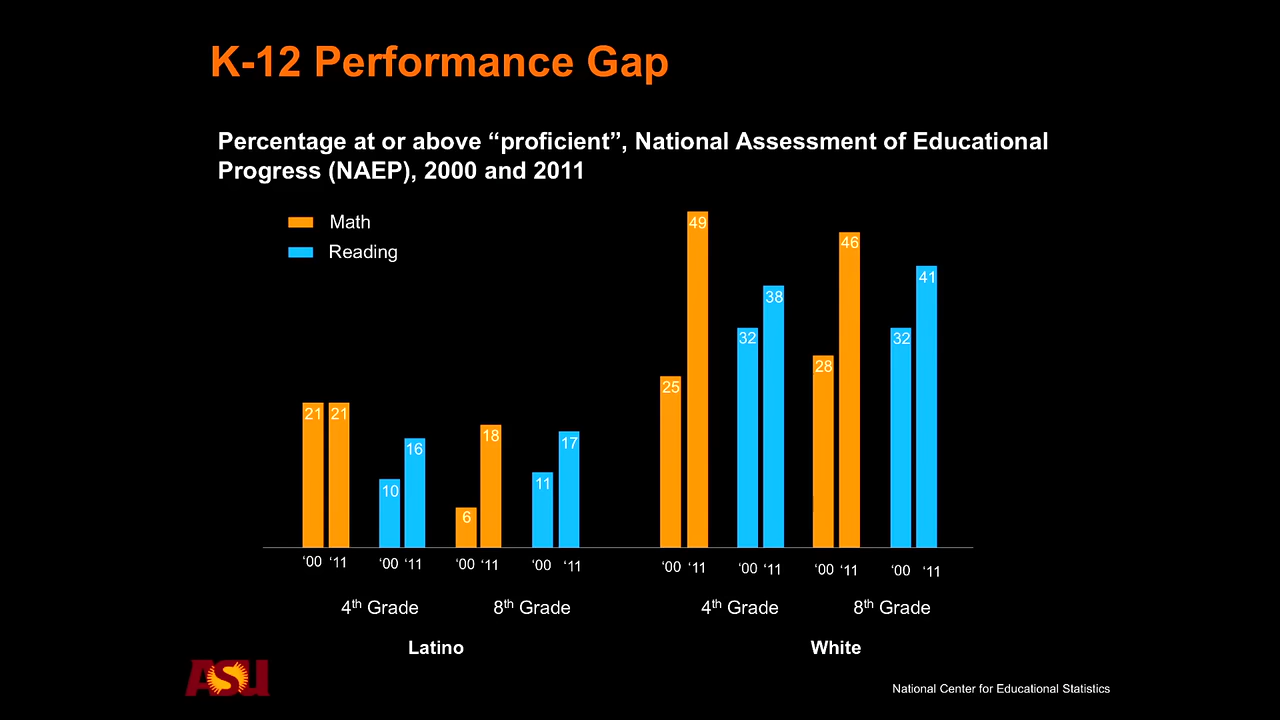 K-12 Performance Gap
Percentage at or above “proficient”, National Assessment of Educational
Progress (NAEP), 2000 and 2011
Math
Reading
21 21 10 16 6 18 11 17 25 49 32 38 28 46 32 41
‘00 ‘11 ‘00 ‘11 ‘00 ‘11 ‘00 ‘11 ‘00 ‘11 ‘00 ‘11 ‘00 ‘11 ‘00 ‘11
4th Grade 8th Grade 4th Grade 8th Grade
Latino White
ASU
National Center for Educational Statistics